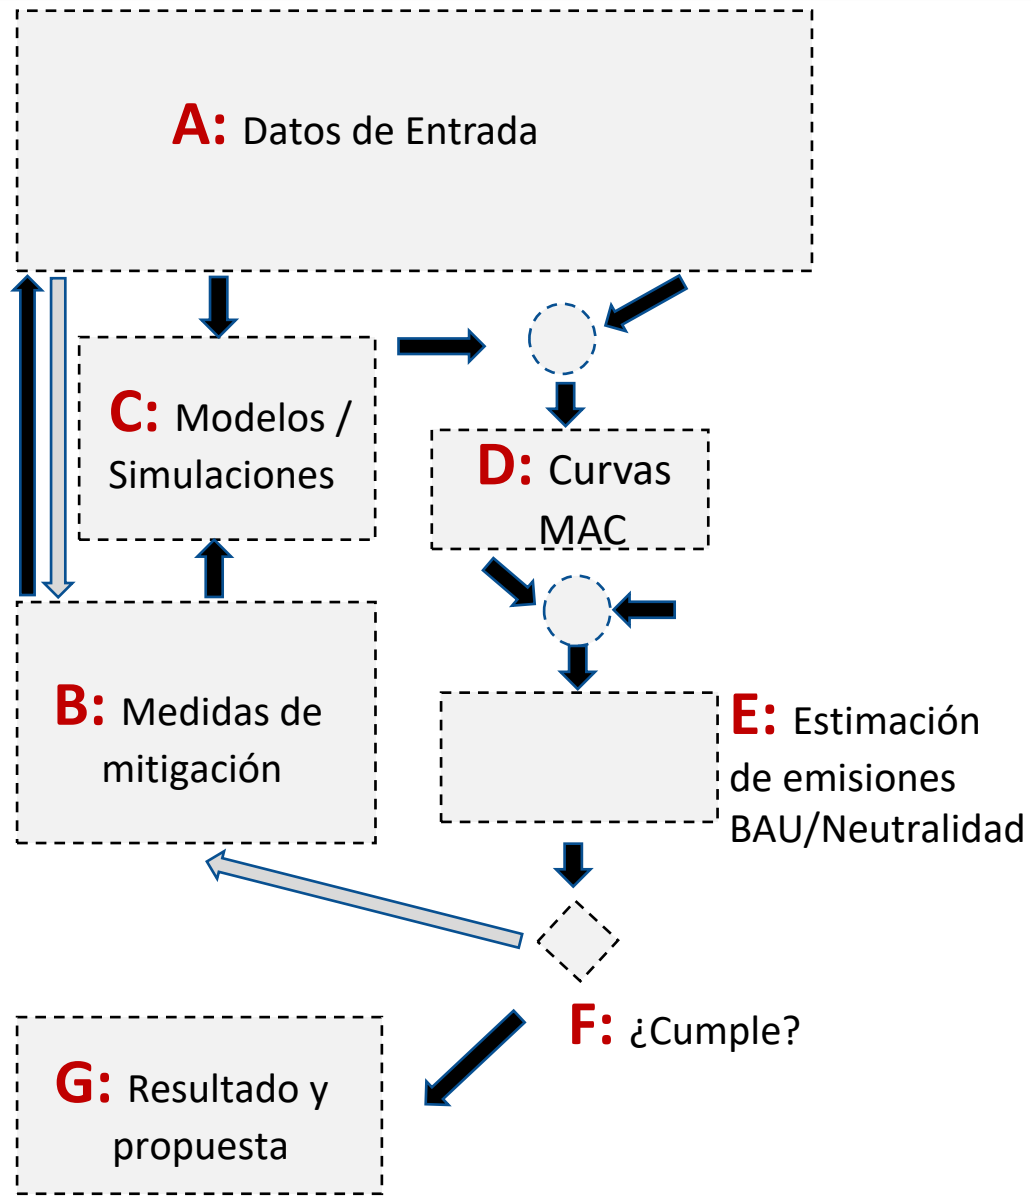 A: Datos de Entrada
C: Modelos /
Simulaciones
D: Curvas
MAC
B: Medidas de
mitigación
E: Estimación
de emisiones
BAU/Neutralidad
F: ¿Cumple?
G: Resultado y
propuesta